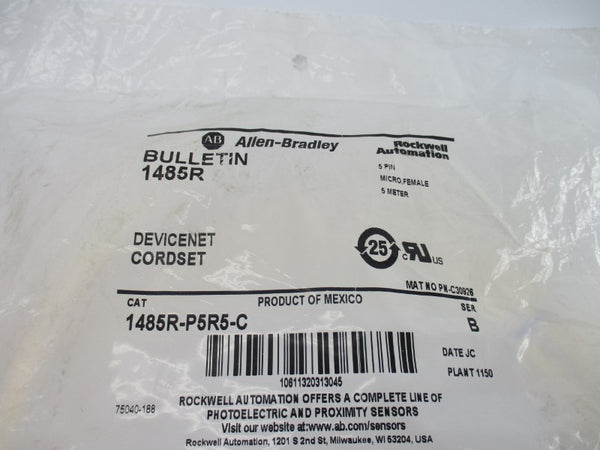 AB Allen-Bradley
Rockwell Automation
BULLETIN
1485R
5 PIN
MICRO,FEMALE
5 METER
DEVICENET
CORDSET
25
c RU US
MAT NO PN-C30926
CAT
PRODUCT OF MEXICO
SER
1485R-P5R5-C
B
DATE JC
PLANT 1150
10611320313045
75040-188
ROCKWELL AUTOMATION OFFERS A COMPLETE LINE OF
PHOTOELECTRIC AND PROXIMITY SENSORS
Visit our website at www.ab.com/sensors
Rockwell Automation, 1201 S 2nd St, Milwaukee, WI 53204, USA